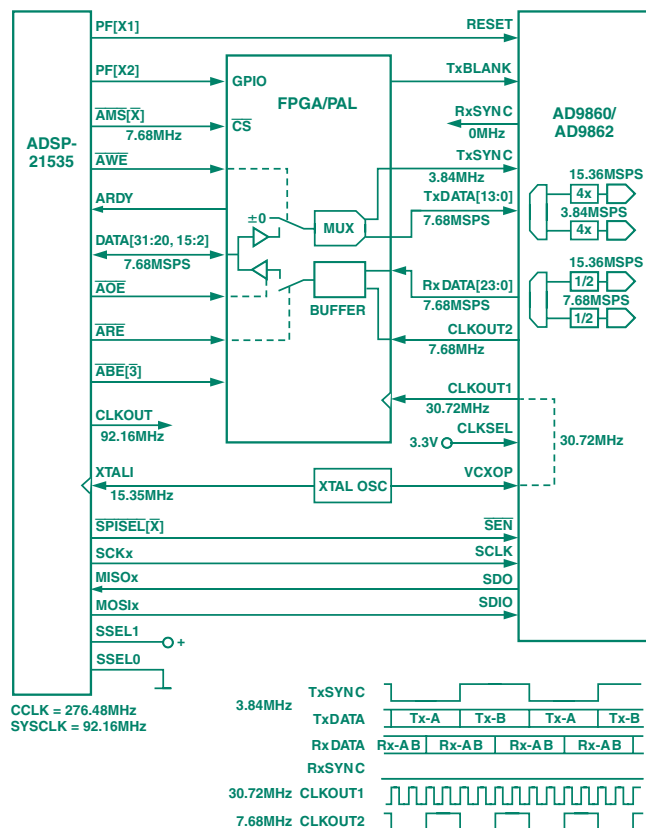 PF[X1]
RESET
PF[X2]
GPIO
TxBLANK
FPGA/PAL
ADSP-
21535
AD9860/
AD9862
AMS[X]
7.68MHz
CS
RxSYNC
0MHz
AWE
TxSYNC
3.84MHz
15.36MSPS
4x
3.84MSPS
4x
ARDY
±0
MUX
TxDATA[13:0]
7.68MSPS
DATA[31:20, 15:2]
7.68MSPS
15.36MSPS
1/2
7.68MSPS
1/2
AOE
RxDATA[23:0]
7.68MSPS
BUFFER
ARE
CLKOUT2
7.68MHz
ABE[3]
CLKOUT1
30.72MHz
CLKOUT
92.16MHz
CLKSEL
3.3V
30.72MHz
XTALI
15.35MHz
XTAL OSC
VCXOP
SPISEL[X]
SEN
SCKx
SCLK
MISOx
SDO
MOSIx
SDIO
SSEL1
+
SSEL0
CCLK = 276.48MHz
SYSCLK = 92.16MHz
3.84MHz
TxSYNC
TxDATA Tx-A Tx-B Tx-A Tx-B
RxDATA Rx-AB Rx-AB Rx-AB Rx-AB
RxSYNC
30.72MHz CLKOUT1
7.68MHz CLKOUT2